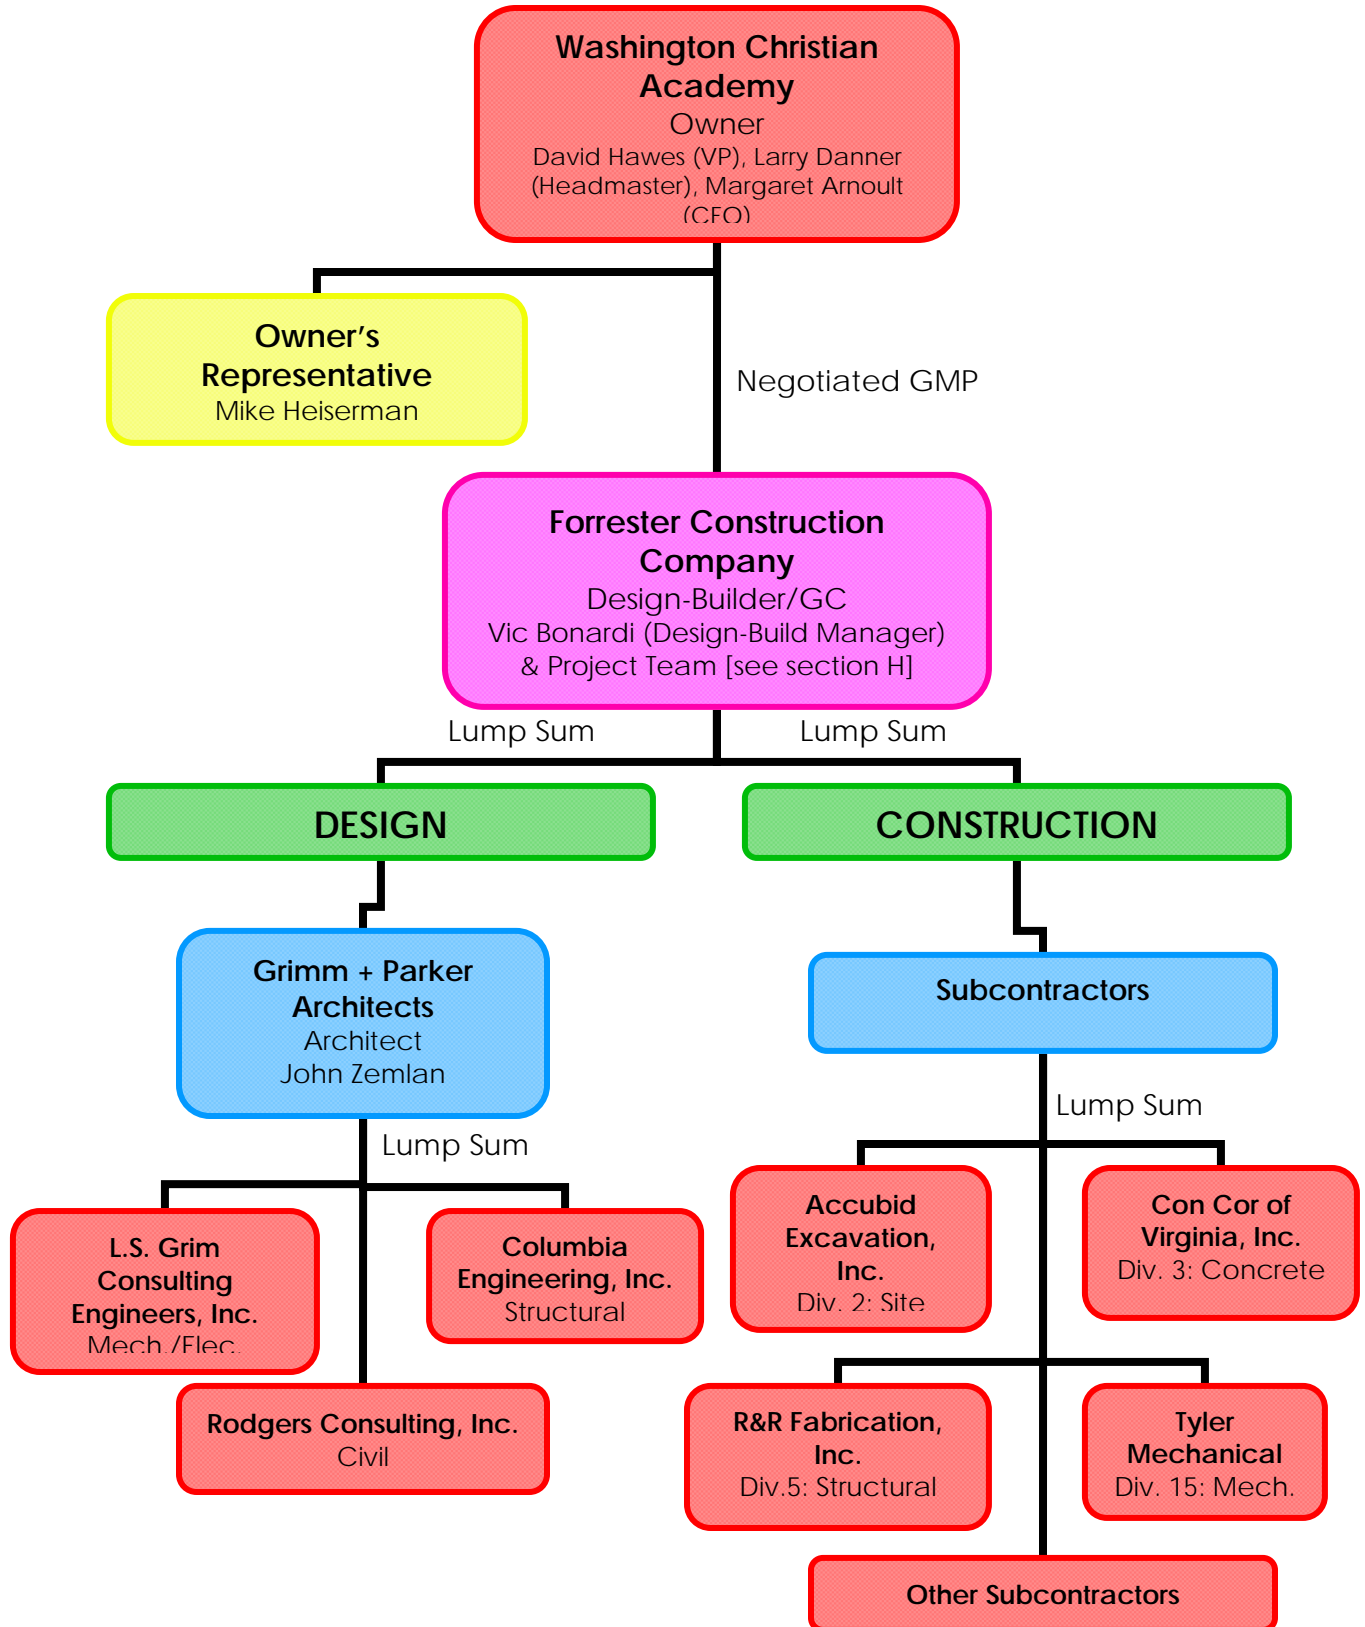 Washington Christian
Academy
Owner
David Hawes (VP), Larry Danner
(Headmaster), Margaret Arnoult
(CFO)
Owner's
Representative
Mike Heiserman
Negotiated GMP
Forrester Construction
Company
Design-Builder/GC
Vic Bonardi (Design-Build Manager)
& Project Team [see section H]
Lump Sum
Lump Sum
DESIGN
CONSTRUCTION
Grimm + Parker
Architects
Architect
John Zemlan
Subcontractors
Lump Sum
Lump Sum
L.S. Grim
Consulting
Engineers, Inc.
Mech./Elec.
Columbia
Engineering, Inc.
Structural
Rodgers Consulting, Inc.
Civil
Accubid
Excavation,
Inc.
Div. 2: Site
Con Cor of
Virginia, Inc.
Div. 3: Concrete
R&R Fabrication,
Inc.
Div.5: Structural
Tyler
Mechanical
Div. 15: Mech.
Other Subcontractors